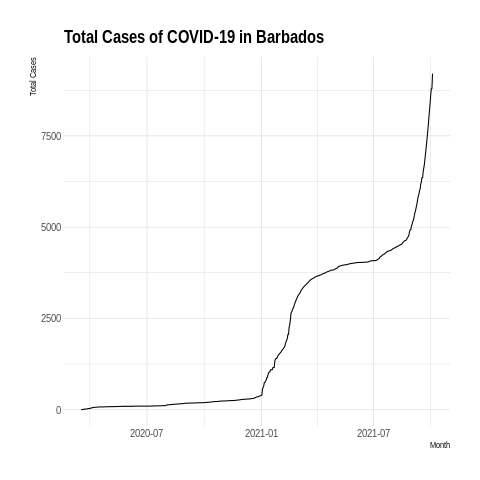 Total Cases of COVID-19 in Barbados
Total Cases
7500
5000
2500
0
2020-07
2021-01
2021-07
Month